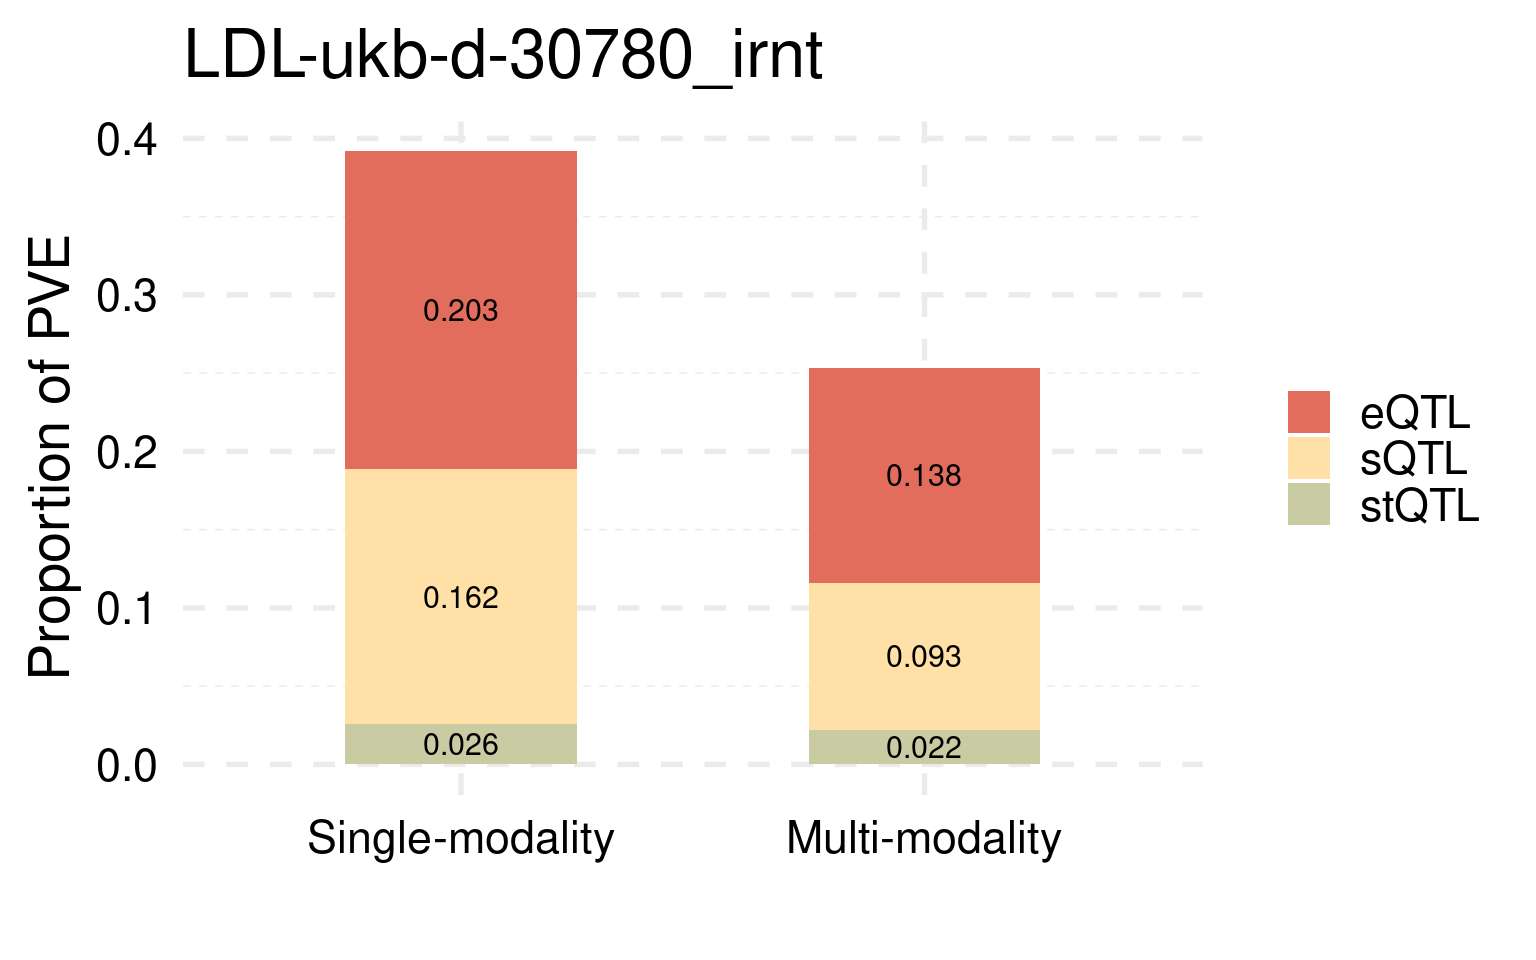 LDL-ukb-d-30780_irnt
Proportion of PVE
0.4
0.3
0.2
0.1
0.0
0.203
0.162
0.026
0.138
0.093
0.022
Single-modality
Multi-modality
eQTL
sQTL
stQTL